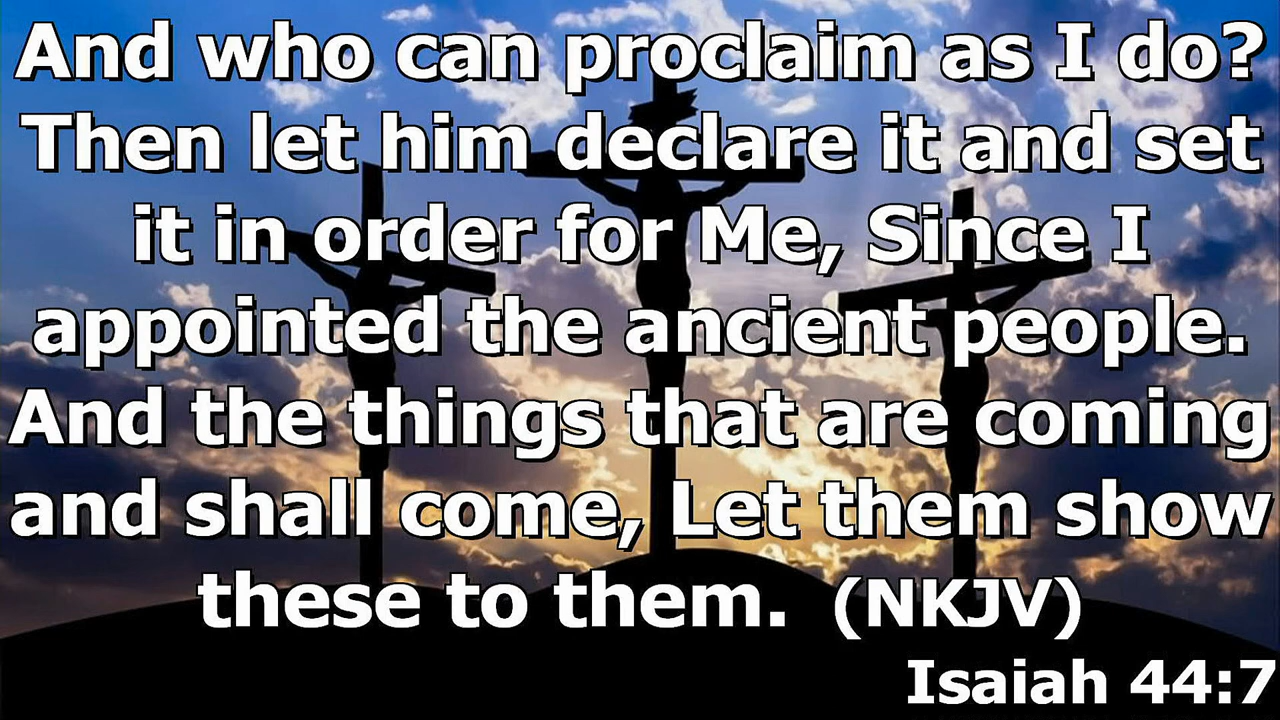 And who can proclaim as I do?
Then let him declare it and set
it in order for Me, Since I
appointed the ancient people.
And the things that are coming
and shall come, Let them show
these to them. (NKJV)
Isaiah 44:7